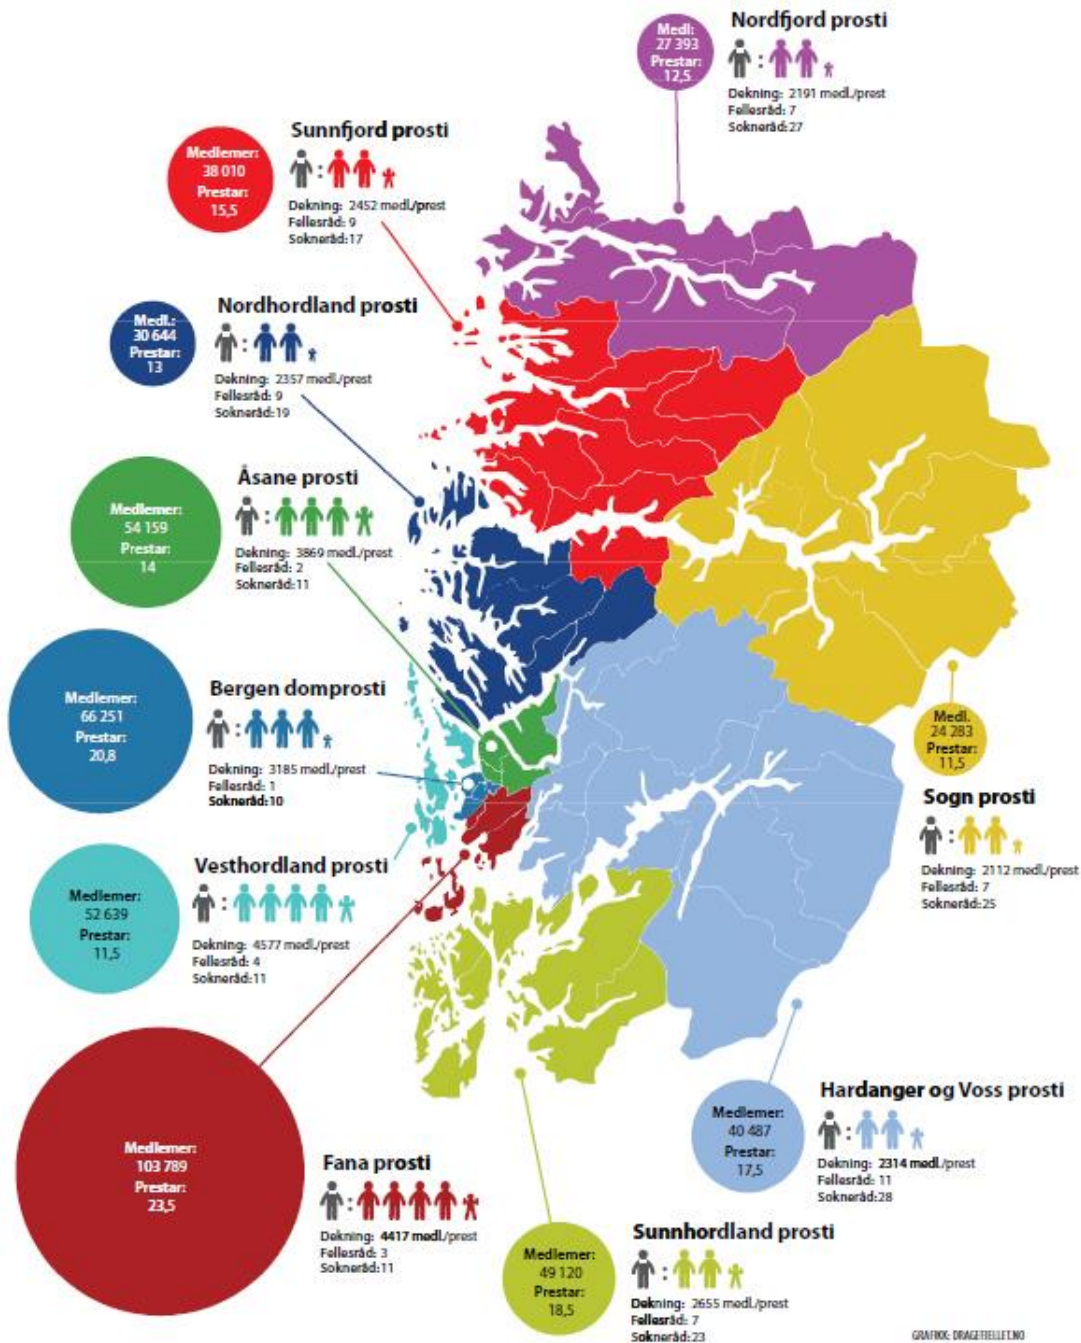 Nordfjord prosti
Medl:
27 393
Prestar:
12,5
Dekning: 2191 medl./prest
Fellesråd: 7
Sokneråd:27
Sunnfjord prosti
Medlemer:
38 010
Prestar:
15,5
Dekning: 2452 medl./prest
Fellesråd: 9
Sokneråd:17
Nordhordland prosti
Medl.:
30 644
Prestar:
13
Dekning: 2357 medl./prest
Fellesråd: 9
Sokneråd:19
Åsane prosti
Medlemer:
54 159
Prestar:
14
Dekning: 3869 medl./prest
Fellesråd: 2
Sokneråd:11
Bergen domprosti
Medlemer:
66 251
Prestar:
20,8
Dekning: 3185 medl./prest
Fellesråd: 1
Sokneråd:10
Medl.
24 283
Prestar:
11,5
Sogn prosti
Dekning: 2112 medl./prest
Fellesråd: 7
Sokneråd:25
Vesthordland prosti
Medlemer:
52 639
Prestar:
11,5
Dekning: 4577 medl./prest
Fellesråd: 4
Sokneråd:11
Medlemer:
103 789
Prestar:
23,5
Fana prosti
Dekning: 4417 medl./prest
Fellesråd: 3
Sokneråd:11
Hardanger og Voss prosti
Medlemer:
40 487
Prestar:
17,5
Dekning: 2314 medl./prest
Fellesråd: 11
Sokneråd:28
Sunnhordland prosti
Medlemer:
49 120
Prestar:
18,5
Dekning: 2655 medl./prest
Fellesråd: 7
Sokneråd:23
GRAFIKK: DRAGEFJELLET.NO